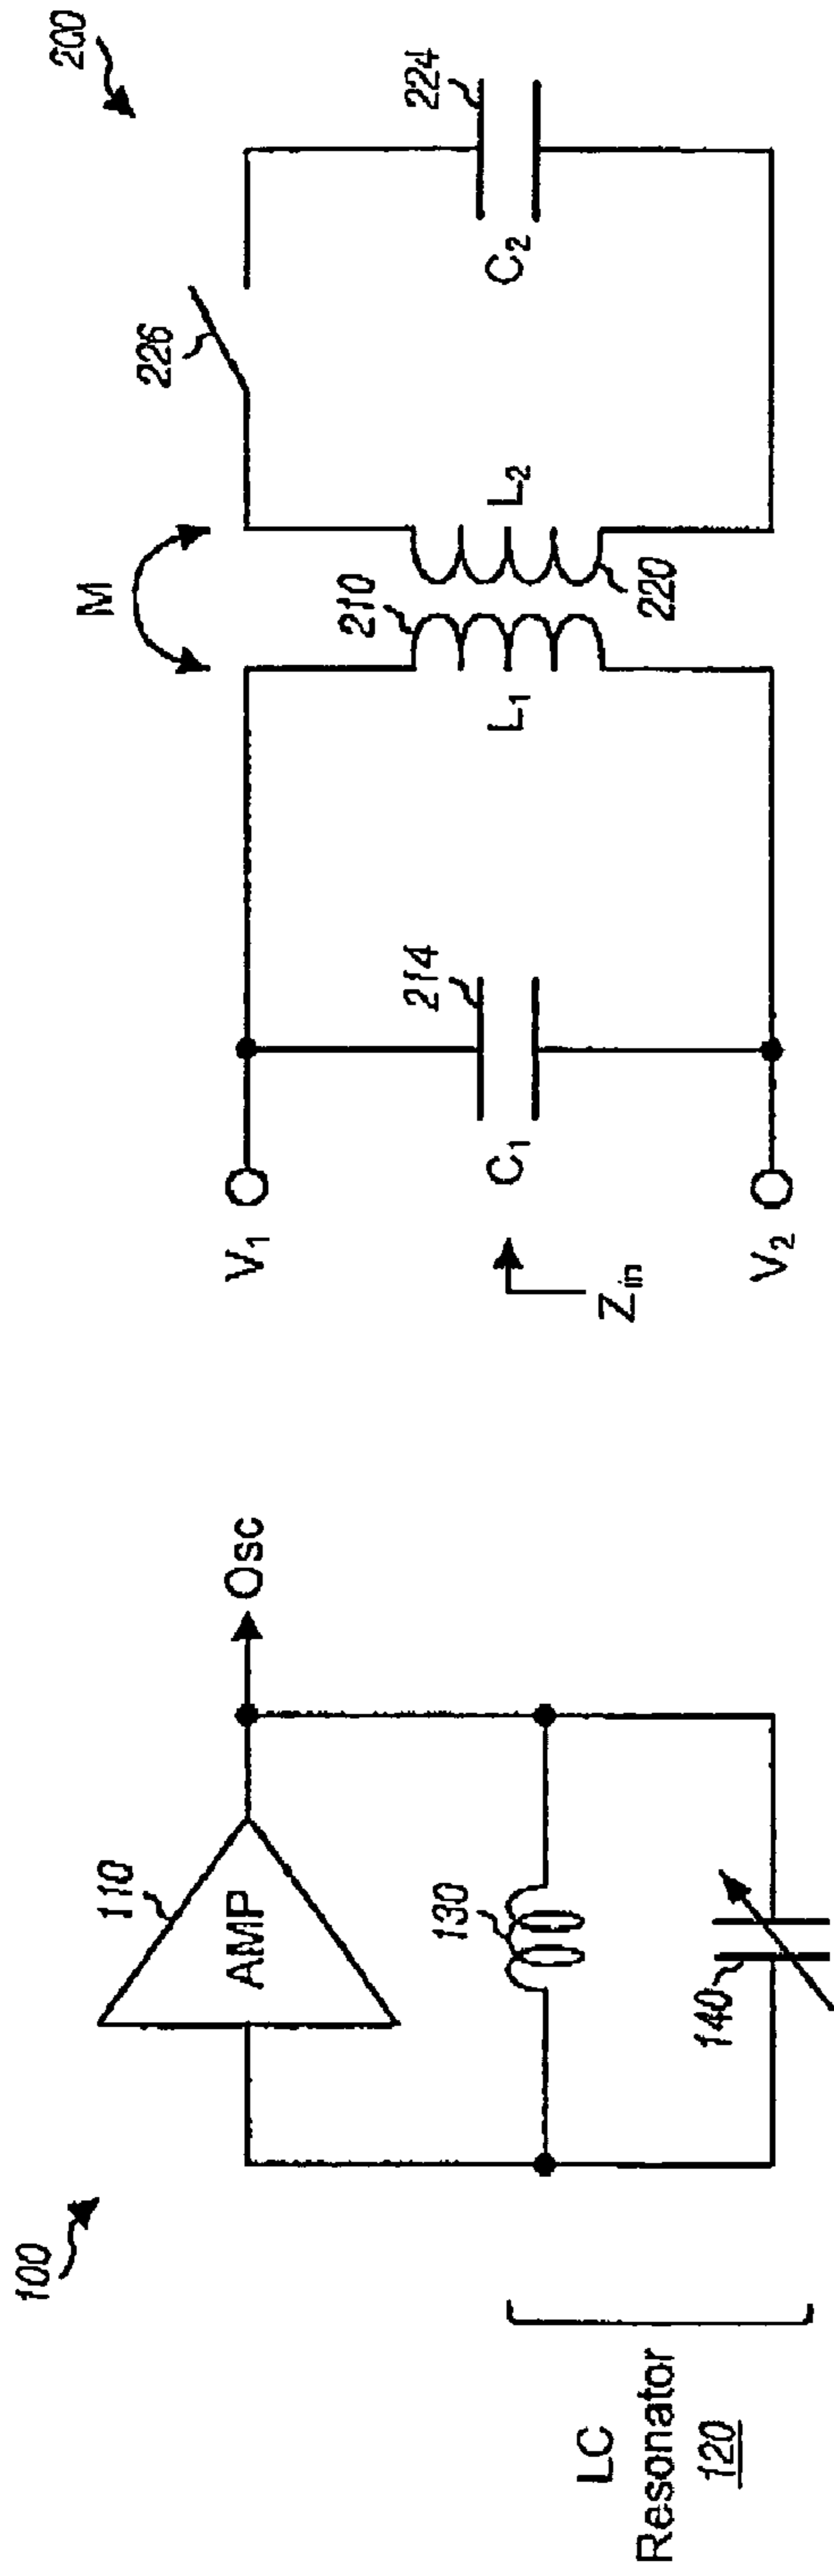 100
110
AMP
Osc
130
140
LC
Resonator
120
200
M
226
V₁
C₁
214
210
L₁
L₂
220
224
C₂
Zᵢₙ
V₂